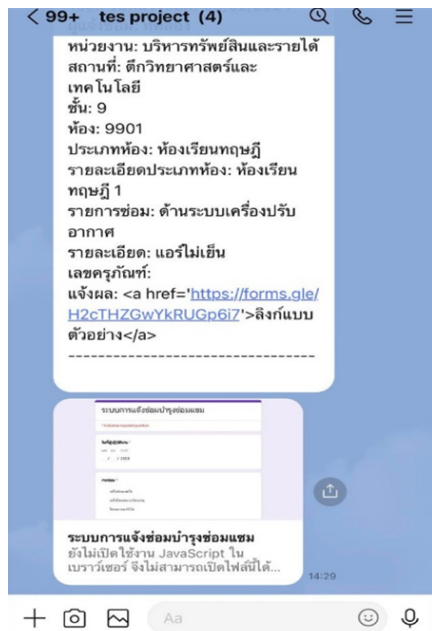 99+ tes project (4)
หน่วยงาน: บริหารทรัพย์สินและรายได้
สถานที่: ตึกวิทยาศาสตร์และ
เทคโนโลยี
ชั้น: 9
ห้อง: 9901
ประเภทห้อง: ห้องเรียนทฤษฎี
รายละเอียดประเภทห้อง: ห้องเรียน
ทฤษฎี 1
รายการซ่อม: ด้านระบบเครื่องปรับ
อากาศ
รายละเอียด: แอร์ไม่เย็น
เลขครุภัณฑ์:
แจ้งผล: <a href='https://forms.gle/
H2cTHZGwYkRUGp6i7'>ลิงก์แบบ
ตัวอย่าง</a>
---------------------------------
ระบบการแจ้งซ่อมบำรุงซ่อมแซม
ระบบการแจ้งซ่อมบำรุงซ่อมแซม
ยังไม่เปิดใช้งาน JavaScript ใน
เบราว์เซอร์ จึงไม่สามารถเปิดไฟล์นี้ได้...
14:29
Aa